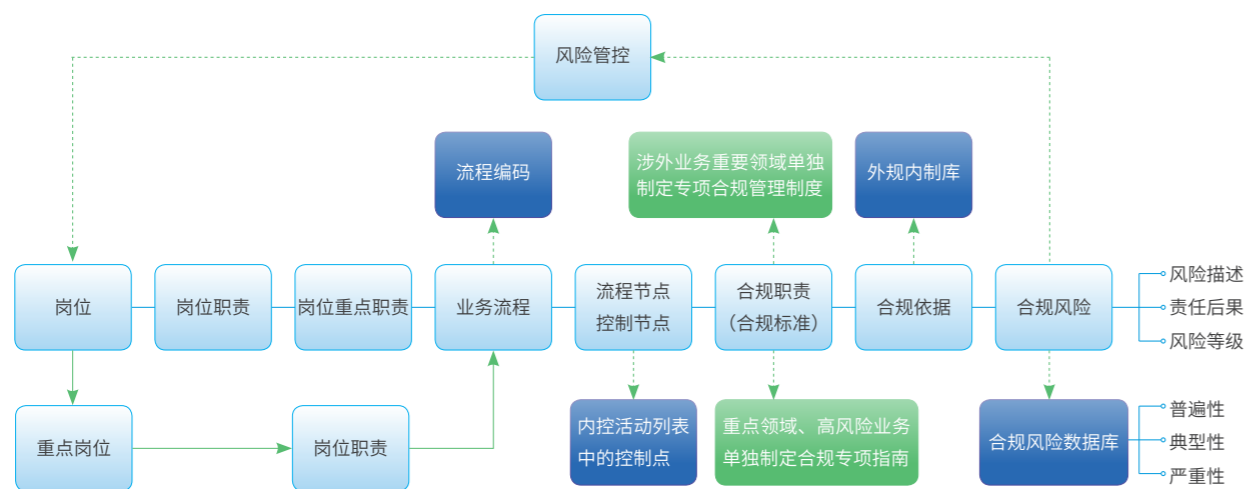 风险管控
流程编码
涉外业务重要领域单独
制定专项合规管理制度
外规内制库
岗位
岗位职责
岗位重点职责
业务流程
流程节点
控制节点
合规职责
（合规标准）
合规依据
合规风险
风险描述
责任后果
风险等级
重点岗位
岗位职责
内控活动列表
中的控制点
重点领域、高风险业务
单独制定合规专项指南
合规风险数据库
普遍性
典型性
严重性